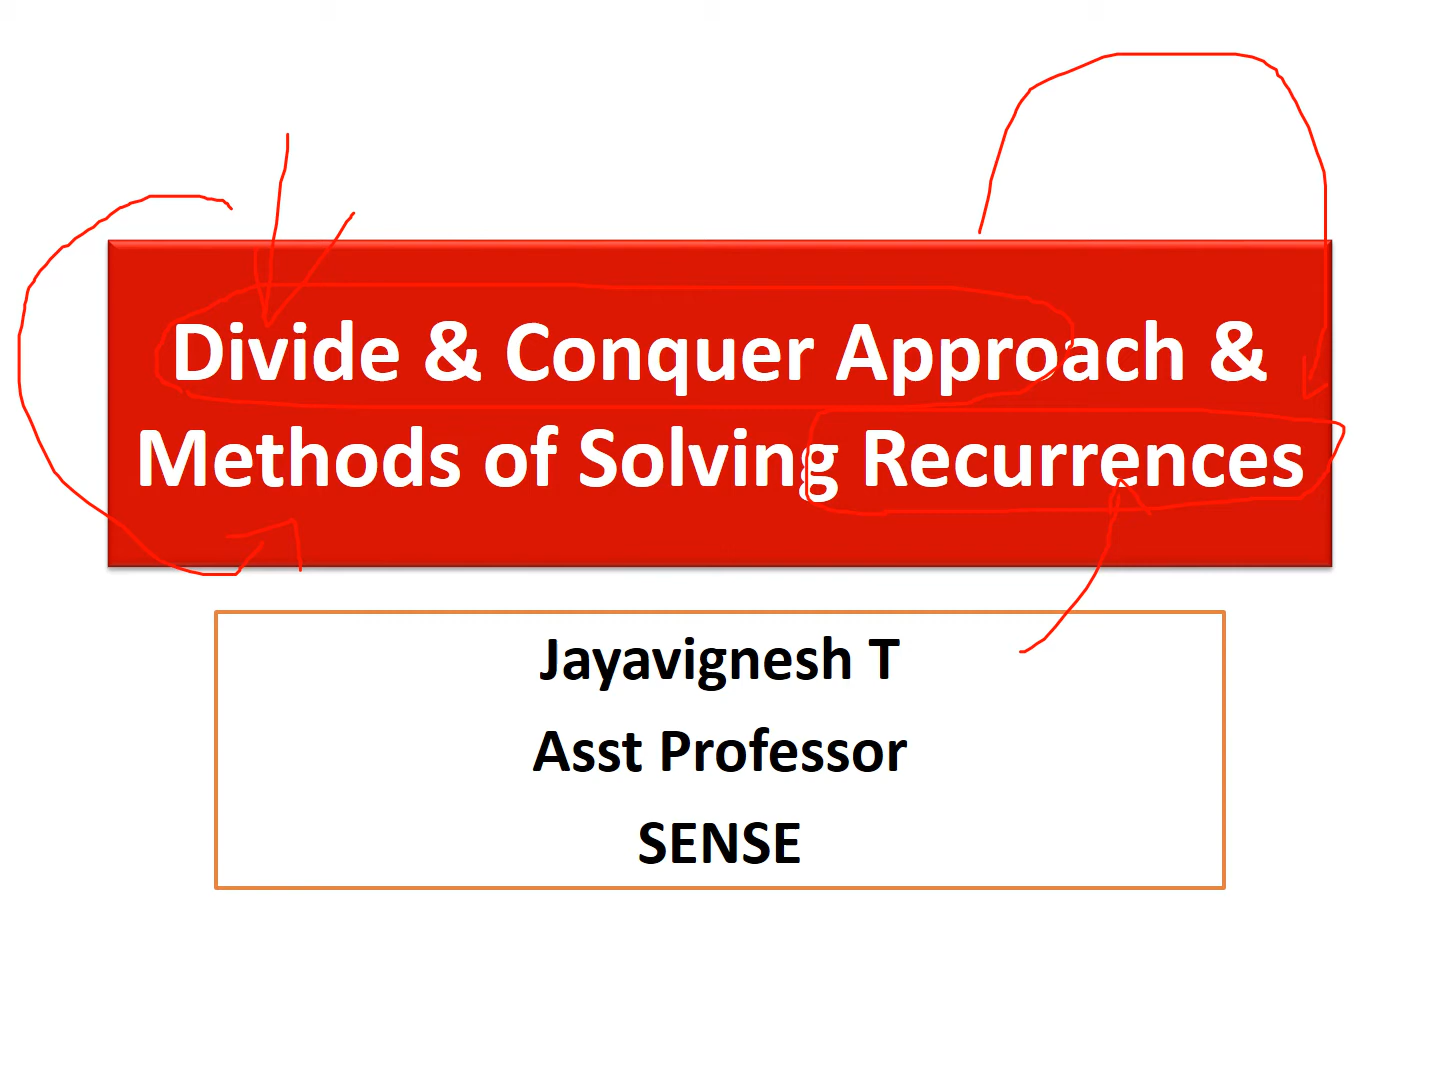 Divide & Conquer Approach &
Methods of Solving Recurrences
Jayavignesh T
Asst Professor
SENSE